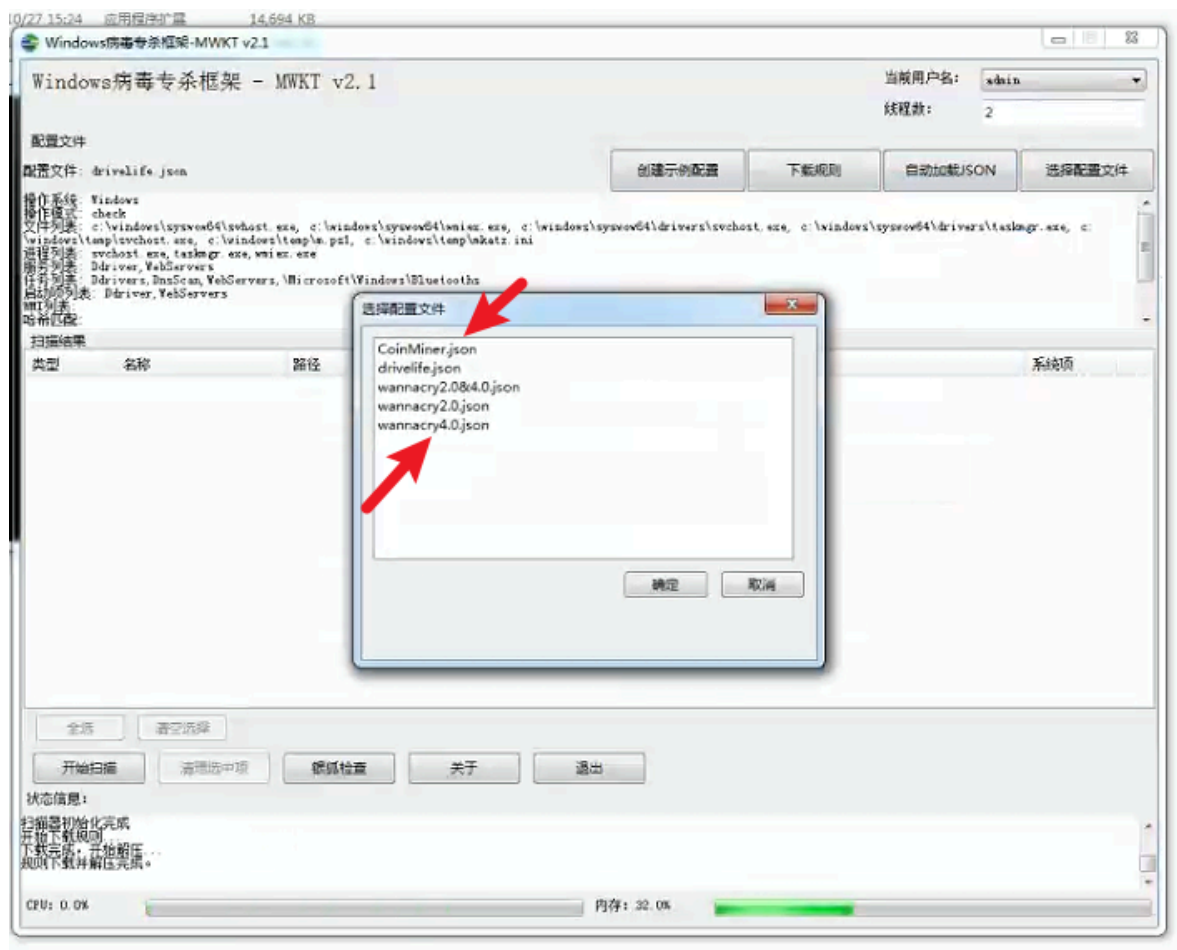 0/27 15:24 应用程序扩展 14,694 KB
Windows病毒专杀框架-MWKT v2.1
Windows病毒专杀框架 - MWKT v2.1
当前用户名: admin
线程数: 2
配置文件
配置文件: drivelife.json
创建示例配置 下载规则 自动加载JSON 选择配置文件
操作系统: Windows
操作模式: check
文件列表: c:\windows\syswow64\svhost.exe, c:\windows\syswow64\wmiex.exe, c:\windows\syswow64\drivers\svchost.exe, c:\windows\syswow64\drivers\taskmgr.exe, c:
\windows\temp\svchost.exe, c:\windows\temp\m.ps1, c:\windows\temp\mkatz.ini
进程列表: svchost.exe,taskmgr.exe,wmiex.exe
服务列表: Ddriver,WebServers
任务列表: Ddrivers,DnsScan,WebServers,\Microsoft\Windows\Bluetooths
启动项列表: Ddriver,WebServers
WMI列表:
哈希匹配:
扫描结果
类型 名称 路径 系统项
选择配置文件
CoinMiner.json
drivelife.json
wannacry2.0&4.0.json
wannacry2.0.json
wannacry4.0.json
确定 取消
全选 清空选择
开始扫描 清理选中项 银狐检查 关于 退出
状态信息:
扫描器初始化完成
开始下载规则...
下载完成,开始解压...
规则下载并解压完成。
CPU: 0.0% 内存: 32.0%